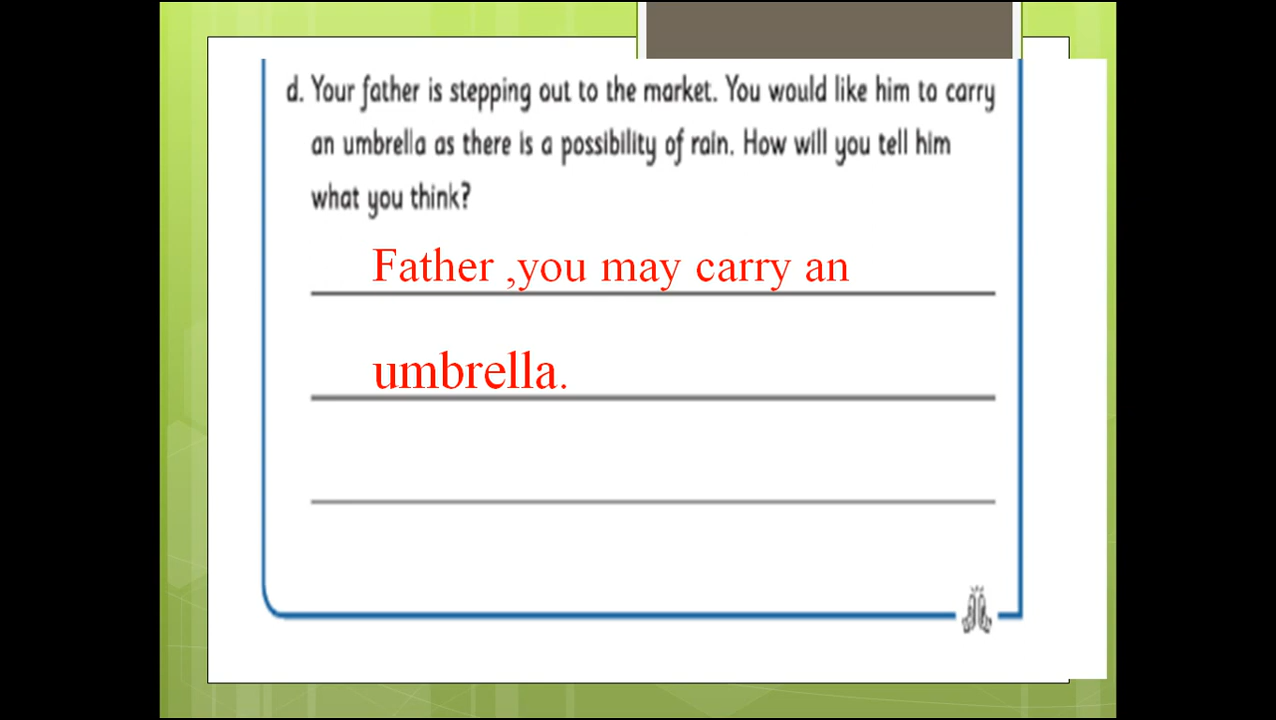 d. Your father is stepping out to the market. You would like him to carry
an umbrella as there is a possibility of rain. How will you tell him
what you think?
Father ,you may carry an
umbrella.